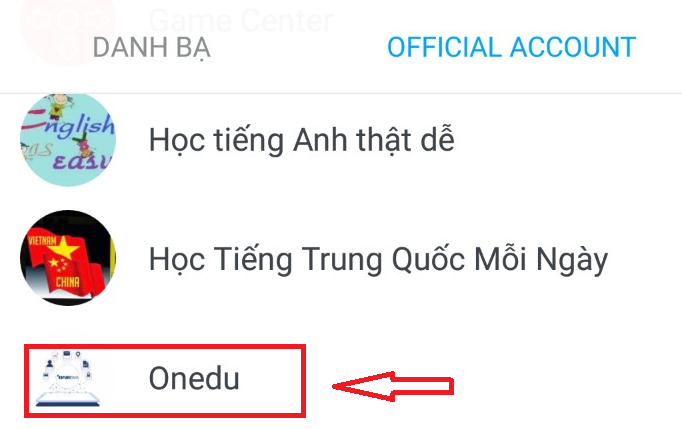 Game Center
DANH BẠ
OFFICIAL ACCOUNT
English
easy
Học tiếng Anh thật dễ
VIETNAM
CHINA
Học Tiếng Trung Quốc Mỗi Ngày
Onedu